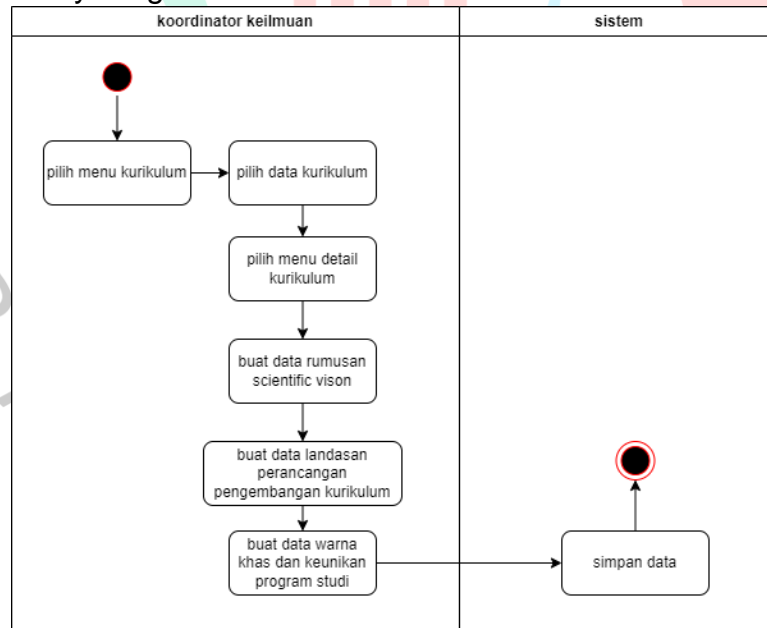 koordinator keilmuan
sistem
pilih menu kurikulum
pilih data kurikulum
pilih menu detail
kurikulum
buat data rumusan
scientific vison
buat data landasan
perancangan
pengembangan kurikulum
buat data warna
khas dan keunikan
program studi
simpan data